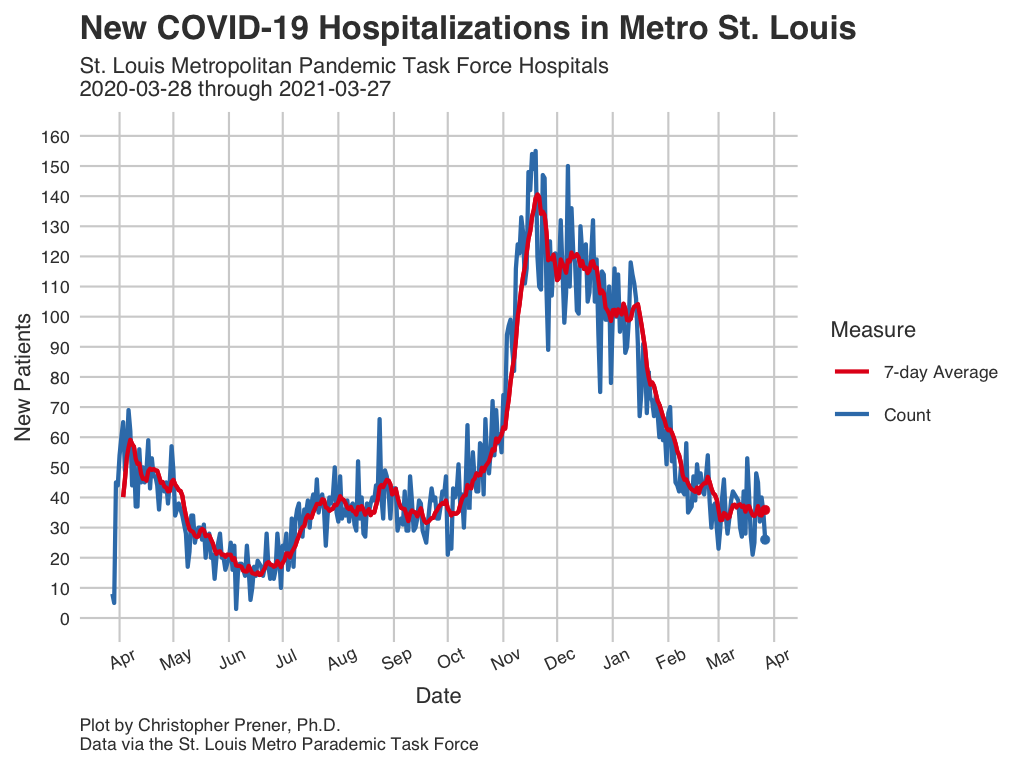 New COVID-19 Hospitalizations in Metro St. Louis
St. Louis Metropolitan Pandemic Task Force Hospitals
2020-03-28 through 2021-03-27
160
150
140
130
120
110
100
90
80
70
60
50
40
30
20
10
0
New Patients
Apr
May
Jun
Jul
Aug
Sep
Oct
Nov
Dec
Jan
Feb
Mar
Apr
Date
Measure
7-day Average
Count
Plot by Christopher Prener, Ph.D.
Data via the St. Louis Metro Parademic Task Force